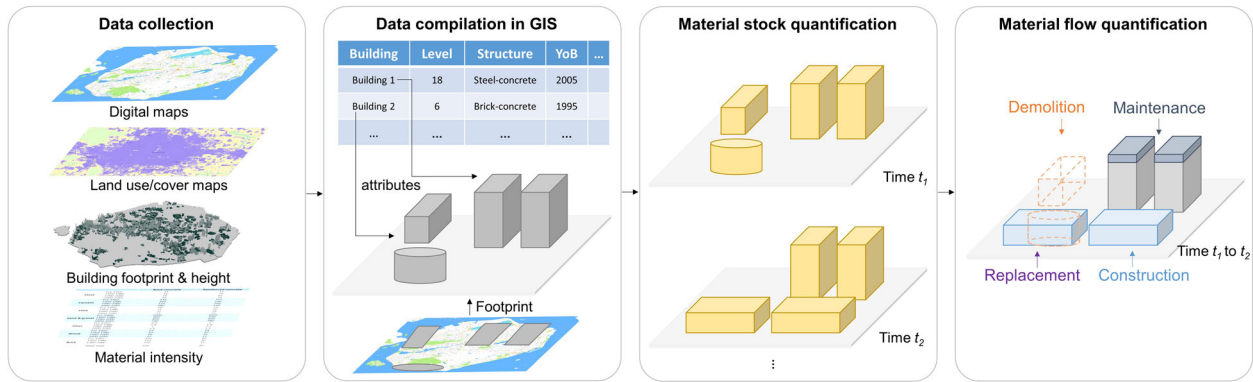 Data collection
Digital maps
Land use/cover maps
Building footprint & height
Material intensity
Data compilation in GIS
Building Level Structure YoB ...
Building 1 18 Steel-concrete 2005
Building 2 6 Brick-concrete 1995
... ... ... ...
attributes
Footprint
Material stock quantification
Time t1
Time t2
⋮
Material flow quantification
Demolition Maintenance
Time t1 to t2
Replacement Construction